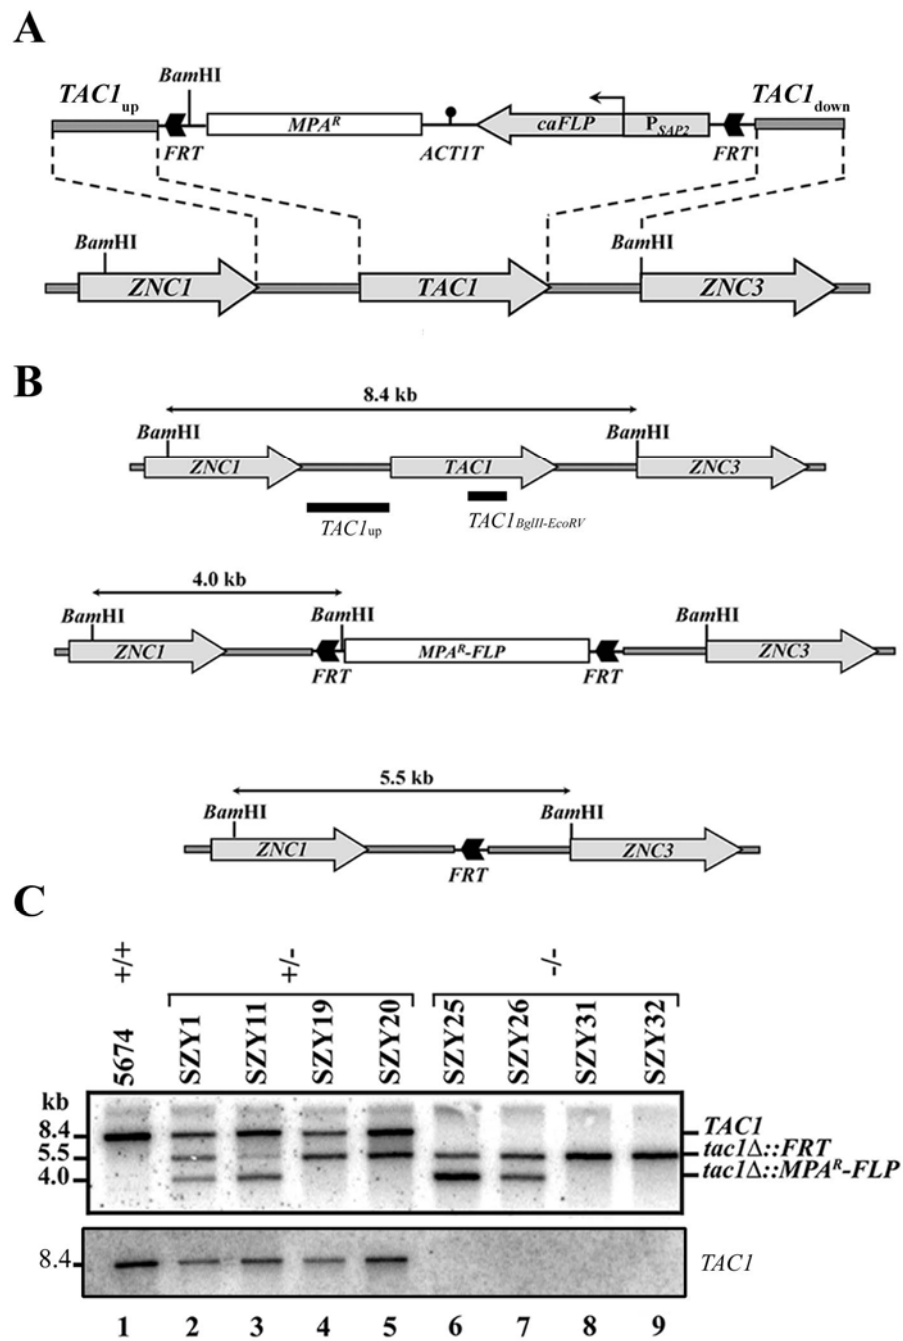 A
TAC1up BamHI TAC1down
MPAR caFLP PSAP2
FRT ACT1T FRT
BamHI BamHI
ZNC1 TAC1 ZNC3
B
8.4 kb
BamHI BamHI
ZNC1 TAC1 ZNC3
TAC1up TAC1BglII-EcoRV
4.0 kb
BamHI BamHI BamHI
ZNC1 MPAR-FLP ZNC3
FRT FRT
5.5 kb
BamHI BamHI
ZNC1 ZNC3
FRT
C
+/+ +/- -/-
5674 SZY1 SZY11 SZY19 SZY20 SZY25 SZY26 SZY31 SZY32
kb
8.4 TAC1
5.5 tac1Δ::FRT
4.0 tac1Δ::MPAR-FLP
8.4 TAC1
1 2 3 4 5 6 7 8 9